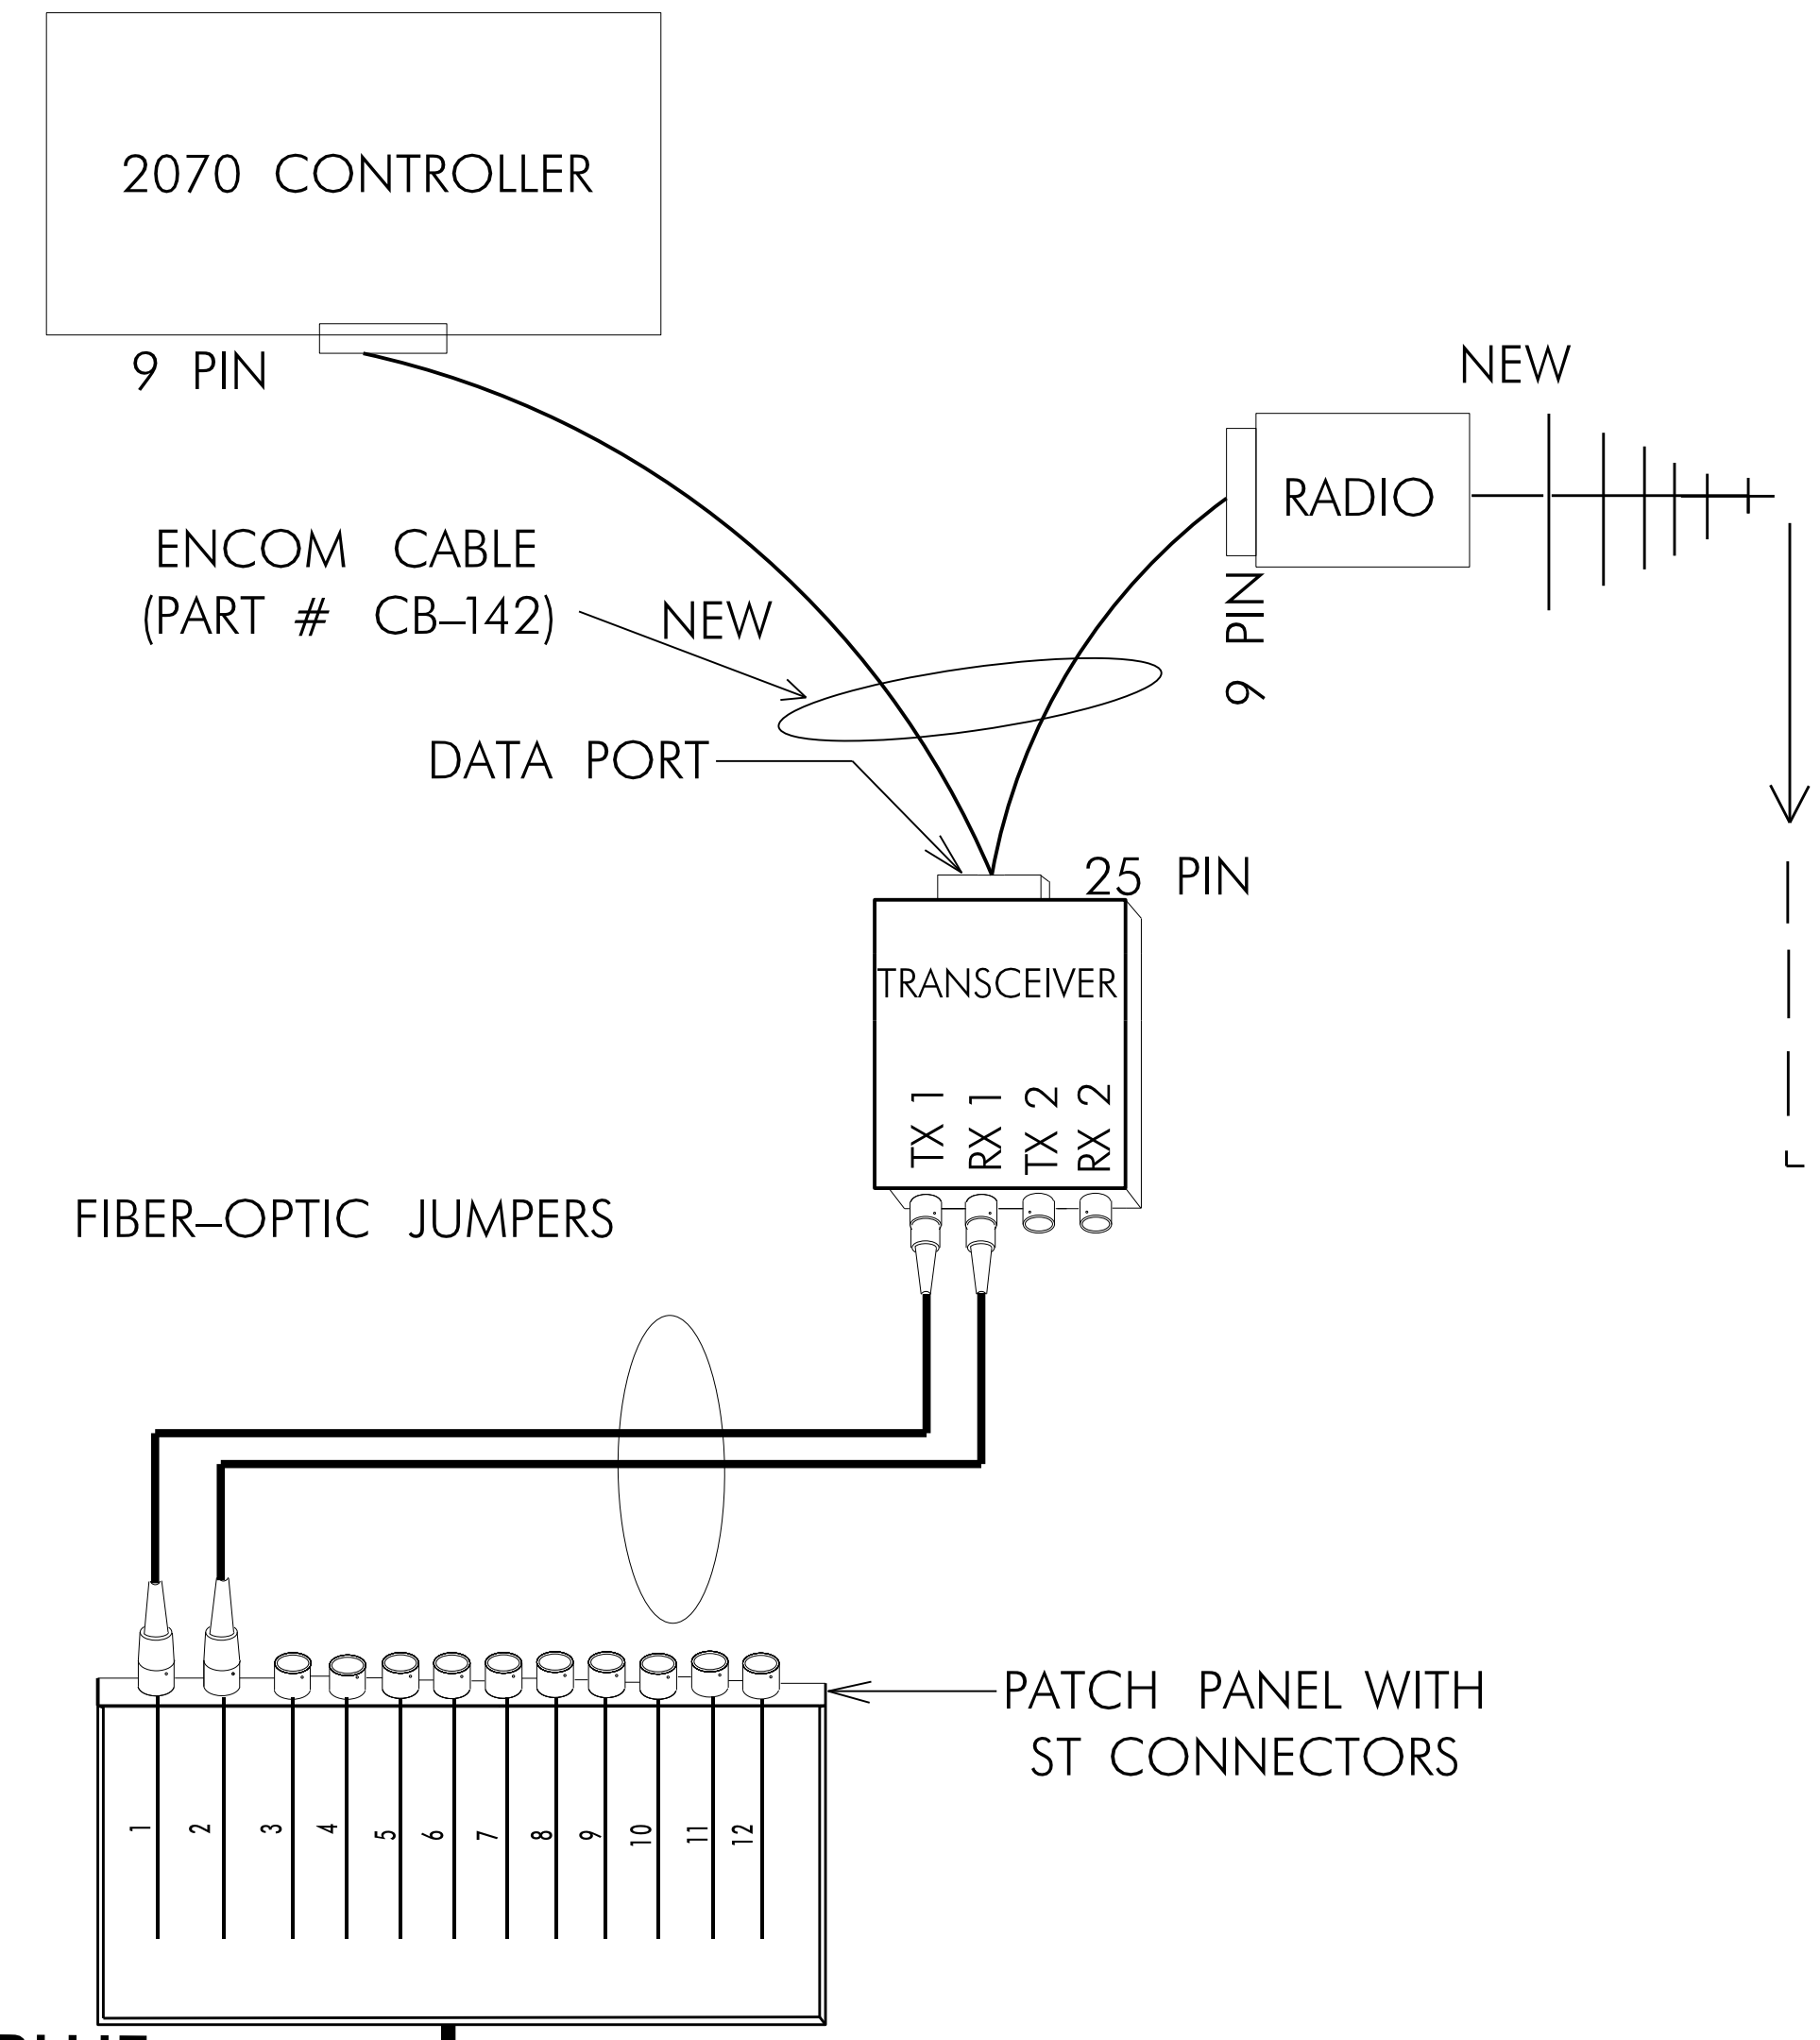 2070 CONTROLLER
9 PIN
NEW
RADIO
9 PIN
ENCOM CABLE
(PART # CB–142)
NEW
DATA PORT
25 PIN
TRANSCEIVER
TX 1
RX 1
TX 2
RX 2
FIBER–OPTIC JUMPERS
PATCH PANEL WITH
ST CONNECTORS
1
2
3
4
5
6
7
8
9
10
11
12